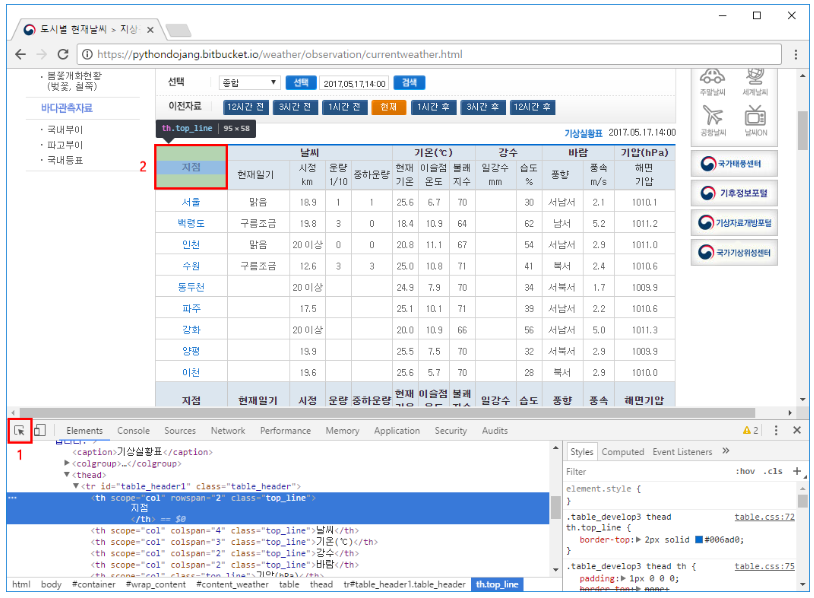 도시별 현재날씨 > 지상
https://pythondojang.bitbucket.io/weather/observation/currentweather.html
· 봄꽃개화현황
(벚꽃, 철쭉)
바다관측자료
· 국내부이
· 파고부이
· 국내등표
선택 종합 선택 2017.05.17.14:00 검색
이전자료 12시간 전 3시간 전 1시간 전 현재 1시간 후 3시간 후 12시간 후
th.top_line | 95×58
기상실황표 2017.05.17.14:00
2
지점 날씨 기온(℃) 강수 바람 기압(hPa)
현재일기 시정 km 운량 1/10 중하운량 현재 기온 이슬점 온도 불쾌 지수 일강수 mm 습도 % 풍향 풍속 m/s 해면 기압
서울 맑음 18.9 1 1 25.6 6.7 70 30 서남서 2.1 1010.1
백령도 구름조금 19.8 3 0 18.4 10.9 64 62 남서 5.2 1011.2
인천 맑음 20 이상 0 0 20.8 11.1 67 54 서남서 2.9 1011.0
수원 구름조금 12.6 3 3 25.0 10.8 71 41 북서 2.4 1010.6
동두천 20 이상 24.9 7.9 70 34 서북서 1.7 1009.9
파주 17.5 25.1 10.1 71 39 서남서 2.2 1010.6
강화 20 이상 20.0 10.9 66 56 서남서 5.0 1011.3
양평 19.9 25.5 7.5 70 32 서북서 2.9 1009.9
이천 19.6 25.6 5.7 70 28 북서 2.9 1010.0
지점 현재일기 시정 운량 중하운량 현재 기온 이슬점 온도 불쾌 지수 일강수 습도 풍향 풍속 해면기압
주말날씨 세계날씨
공항날씨 날씨ON
국가태풍센터
기후정보포털
기상자료개방포털
국가기상위성센터
1
Elements Console Sources Network Performance Memory Application Security Audits 2
<caption>기상실황표</caption>
<colgroup>…</colgroup>
<thead>
<tr id="table_header1" class="table_header">
<th scope="col" rowspan="2" class="top_line">
지점
</th> == $0
<th scope="col" colspan="4" class="top_line">날씨</th>
<th scope="col" colspan="3" class="top_line">기온(℃)</th>
<th scope="col" colspan="2" class="top_line">강수</th>
<th scope="col" colspan="2" class="top_line">바람</th>
<th scope="col" class="top_line">기압(hPa)</th>
html body #container #wrap_content #content_weather table thead tr#table_header1.table_header th.top_line
Styles Computed Event Listeners »
Filter :hov .cls +
element.style {
}
.table_develop3 thead table.css:72
th.top_line {
border-top: 2px solid #006ad0;
}
.table_develop3 thead th { table.css:75
padding: 1px 0 0 0;
border-top: none;